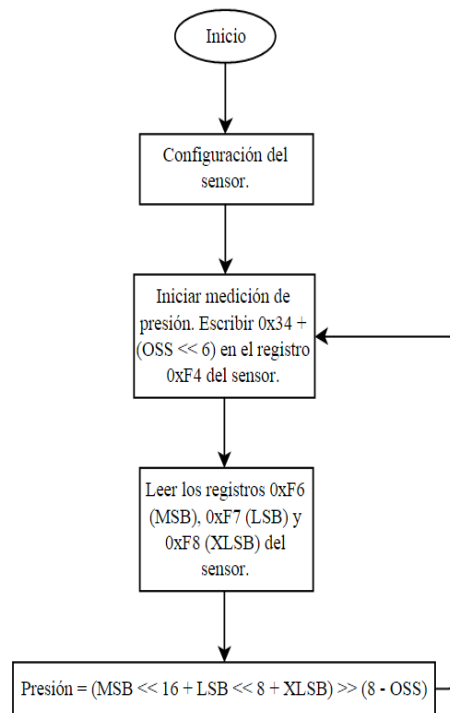 Inicio
Configuración del
sensor.
Iniciar medición de
presión. Escribir 0x34 +
(OSS << 6) en el registro
0xF4 del sensor.
Leer los registros 0xF6
(MSB), 0xF7 (LSB) y
0xF8 (XLSB) del
sensor.
Presión = (MSB << 16 + LSB << 8 + XLSB) >> (8 - OSS)